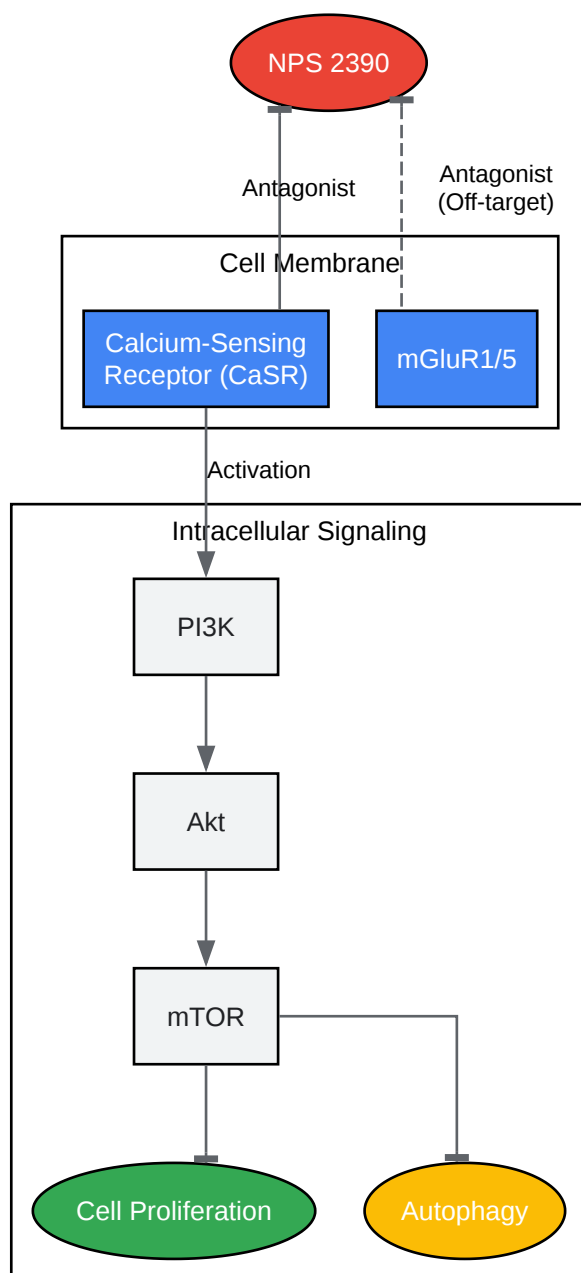 NPS 2390
Antagonist
Antagonist
(Off-target)
Cell Membrane
Calcium-Sensing
Receptor (CaSR)
mGluR1/5
Activation
Intracellular Signaling
PI3K
Akt
mTOR
Cell Proliferation
Autophagy